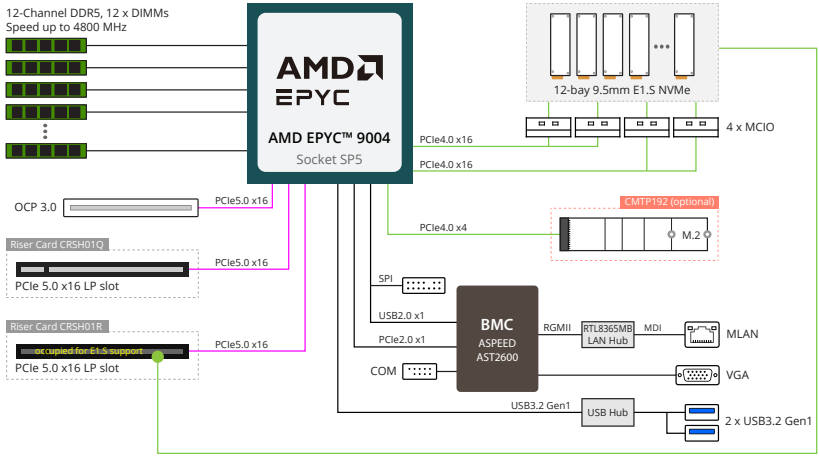 12-Channel DDR5, 12 x DIMMs
Speed up to 4800 MHz
AMD
EPYC
AMD EPYC™ 9004
Socket SP5
12-bay 9.5mm E1.S NVMe
4 x MCIO
PCIe4.0 x16
PCIe4.0 x16
OCP 3.0
PCIe5.0 x16
CMTP192 (optional)
PCIe4.0 x4
M.2
Riser Card CRSH01Q
PCIe5.0 x16
PCIe 5.0 x16 LP slot
SPI
Riser Card CRSH01R
USB2.0 x1
BMC
ASPEED
AST2600
RGMII
RTL8365MB
LAN Hub
MDI
MLAN
occupied for E1.S support
PCIe5.0 x16
PCIe2.0 x1
PCIe 5.0 x16 LP slot
COM
VGA
USB3.2 Gen1
USB Hub
2 x USB3.2 Gen1